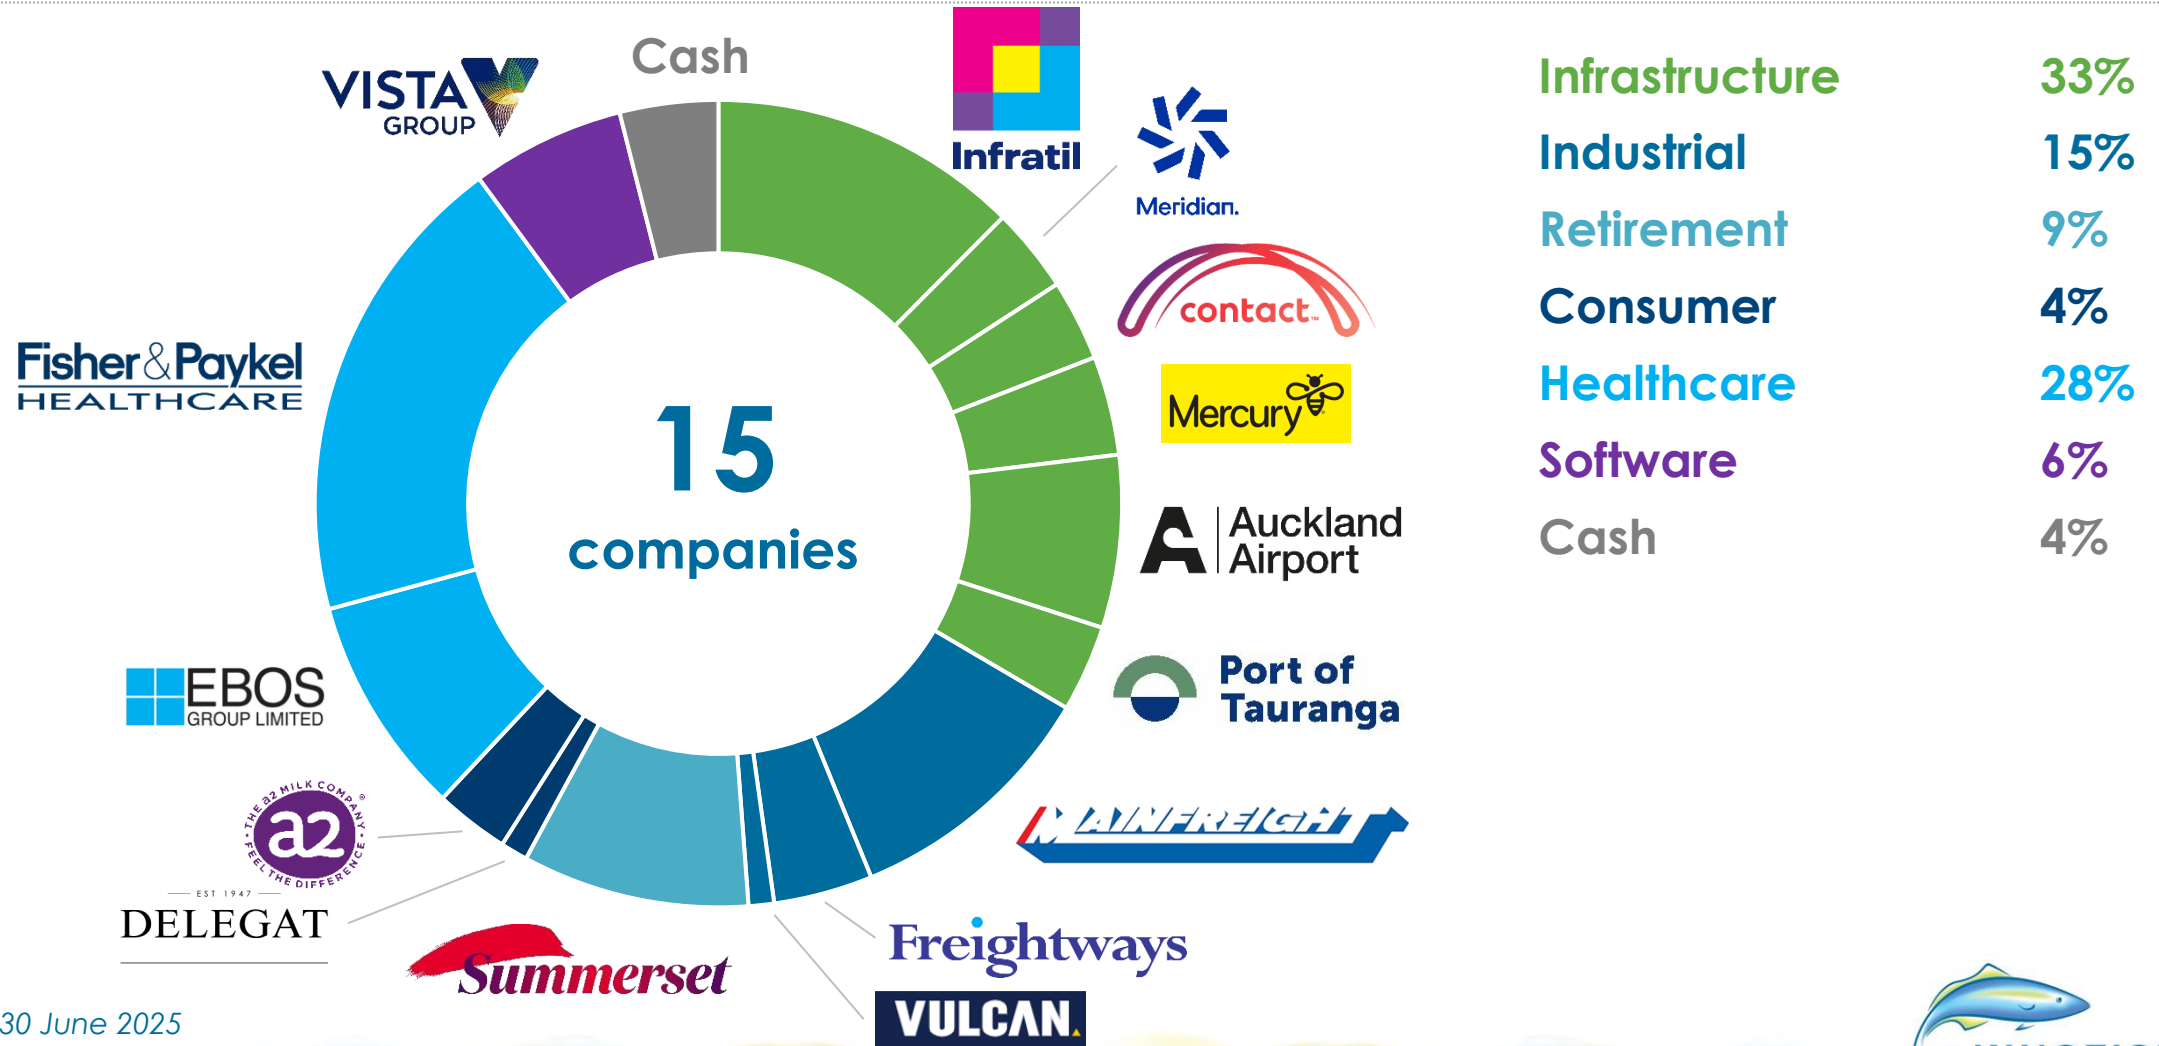 Cash
VISTA
GROUP
Infratil
Meridian.
contact™
Mercury
Auckland
Airport
Port of
Tauranga
MAINFREIGHT
Freightways
VULCAN.
Summerset
EST 1947
DELEGAT
THE a2 MILK COMPANY
a2
®
FEEL THE DIFFERENCE
EBOS
GROUP LIMITED
Fisher&Paykel
HEALTHCARE
15
companies
Infrastructure 33%
Industrial 15%
Retirement 9%
Consumer 4%
Healthcare 28%
Software 6%
Cash 4%
30 June 2025